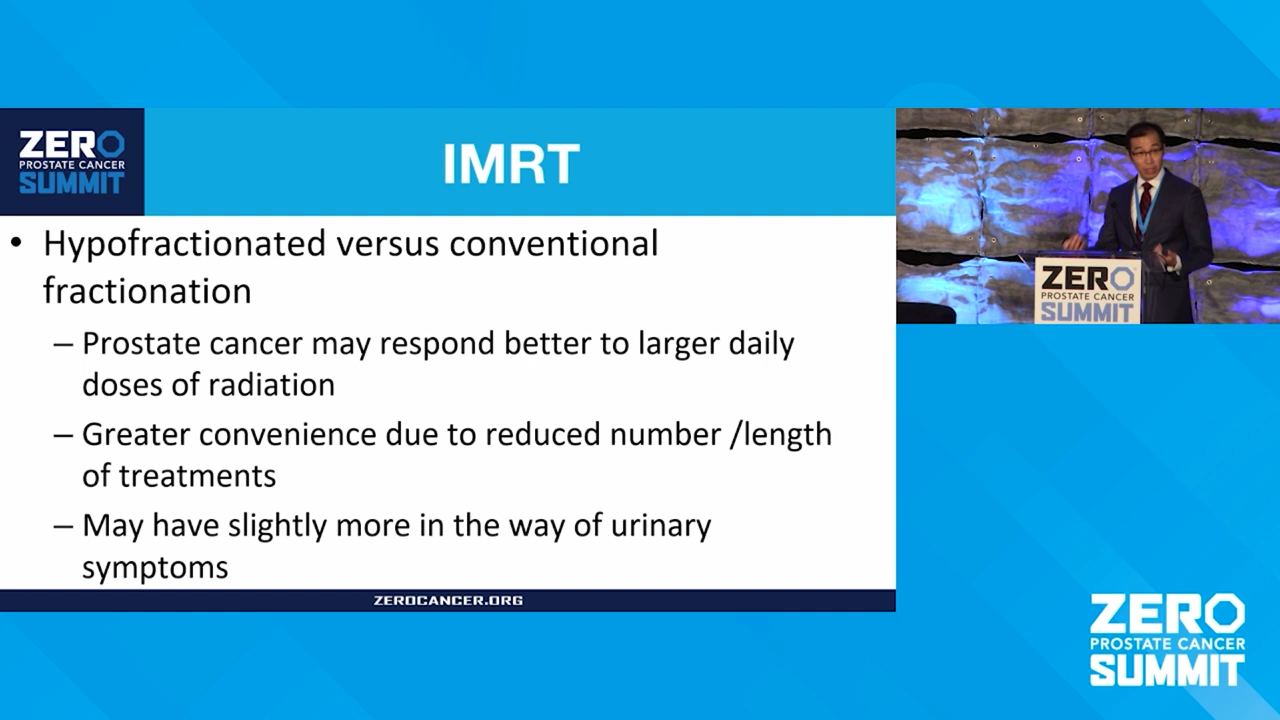 ZERO
PROSTATE CANCER
SUMMIT
IMRT
• Hypofractionated versus conventional
fractionation
– Prostate cancer may respond better to larger daily
doses of radiation
– Greater convenience due to reduced number /length
of treatments
– May have slightly more in the way of urinary
symptoms
ZEROCANCER.ORG
ZERO
PROSTATE CANCER
SUMMIT
ZERO
PROSTATE CANCER
SUMMIT